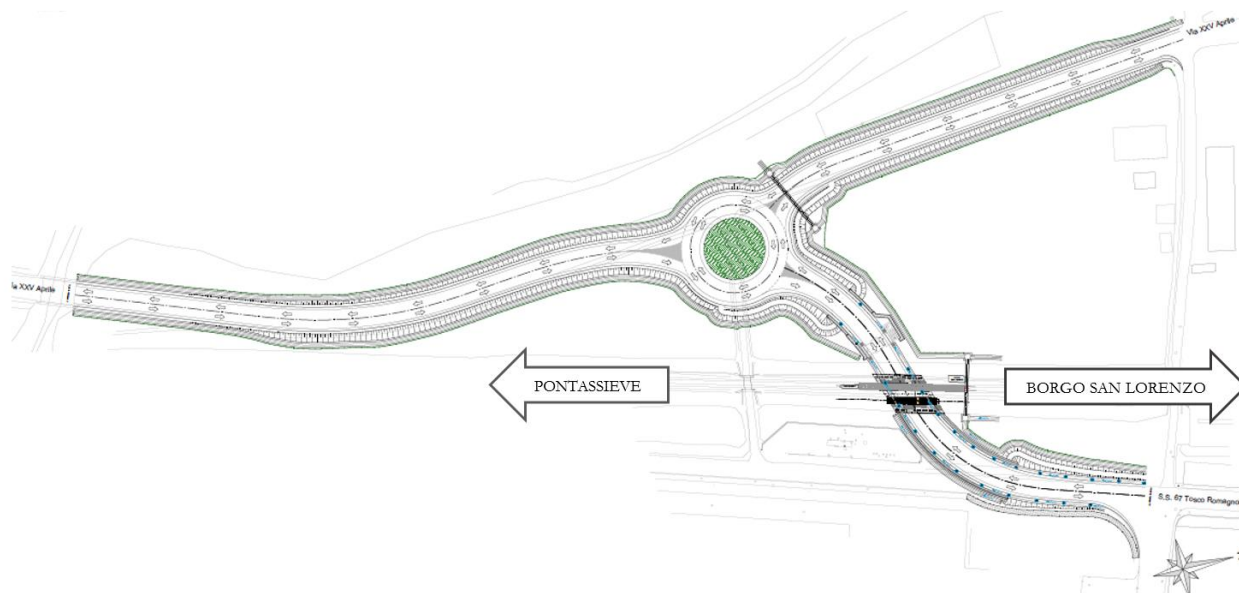 Via XXV Aprile
ia XXV Aprile
PONTASSIEVE
BORGO SAN LORENZO
S.S. 67 Tosco Romagno